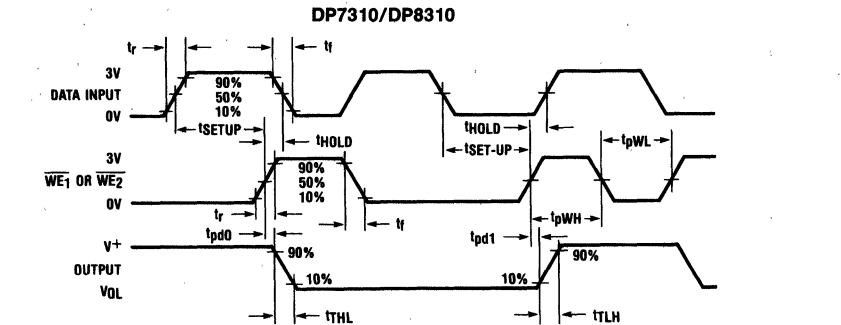 DP7310/DP8310
tr
tf
3V
DATA INPUT
0V
90%
50%
10%
tSETUP
tHOLD
tHOLD
tSET-UP
tpWL
3V
WE1 OR WE2
0V
90%
50%
10%
tr
tf
tpWH
tpd0
tpd1
V+
OUTPUT
VOL
90%
10%
10%
90%
tTHL
tTLH